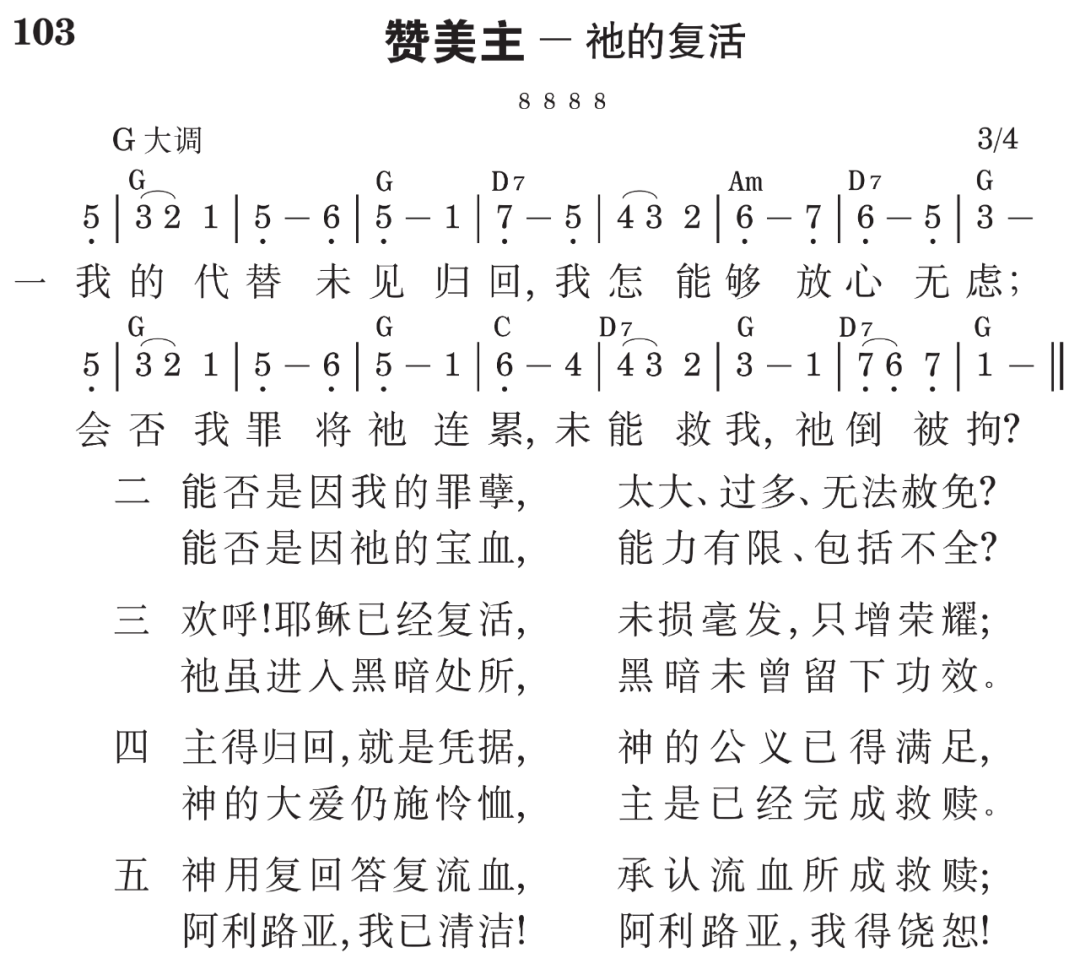 103
赞美主 — 祂的复活
8 8 8 8
G 大调 3/4
G G D7 Am D7 G
5̣ | 3 2 1 | 5̣ — 6̣ | 5̣ — 1 | 7̣ — 5̣ | 4 3 2 | 6̣ — 7̣ | 6̣ — 5̣ | 3 —
一 我的代替未见归回,我怎能够放心无虑;
G G C D7 G D7 G
5̣ | 3 2 1 | 5̣ — 6̣ | 5̣ — 1 | 6̣ — 4 | 4 3 2 | 3 — 1 | 7̣ 6̣ 7̣ | 1 — ‖
会否我罪将祂连累,未能救我,祂倒被拘?
二 能否是因我的罪孽, 太大、过多、无法赦免?
能否是因祂的宝血, 能力有限、包括不全?
三 欢呼!耶稣已经复活, 未损毫发,只增荣耀;
祂虽进入黑暗处所, 黑暗未曾留下功效。
四 主得归回,就是凭据, 神的公义已得满足,
神的大爱仍施怜恤, 主是已经完成救赎。
五 神用复回答复流血, 承认流血所成救赎;
阿利路亚,我已清洁! 阿利路亚,我得饶恕!